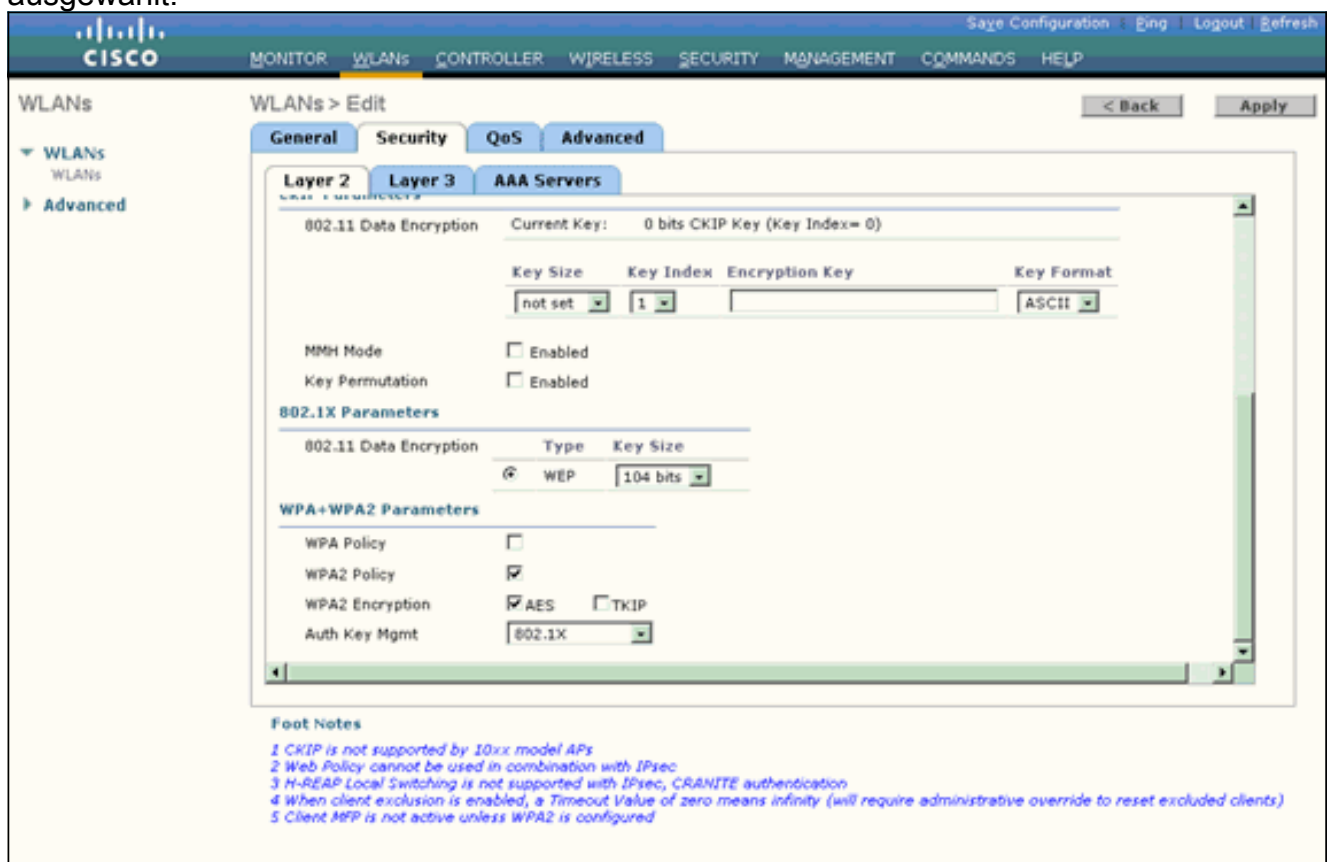 ausgewählt.
Save Configuration | Ping | Logout | Refresh
CISCO
MONITOR WLANs CONTROLLER WIRELESS SECURITY MANAGEMENT COMMANDS HELP
WLANs
WLANs > Edit
< Back Apply
General Security QoS Advanced
WLANs
WLANs
Advanced
Layer 2 Layer 3 AAA Servers
CKIP Parameters
802.11 Data Encryption Current Key: 0 bits CKIP Key (Key Index= 0)
Key Size Key Index Encryption Key Key Format
not set 1 ASCII
MMH Mode Enabled
Key Permutation Enabled
802.1X Parameters
802.11 Data Encryption Type Key Size
WEP 104 bits
WPA+WPA2 Parameters
WPA Policy
WPA2 Policy
WPA2 Encryption AES TKIP
Auth Key Mgmt 802.1X
Foot Notes
1 CKIP is not supported by 10xx model APs
2 Web Policy cannot be used in combination with IPsec
3 H-REAP Local Switching is not supported with IPsec, CRANITE authentication
4 When client exclusion is enabled, a Timeout Value of zero means infinity (will require administrative override to reset excluded clients)
5 Client MFP is not active unless WPA2 is configured